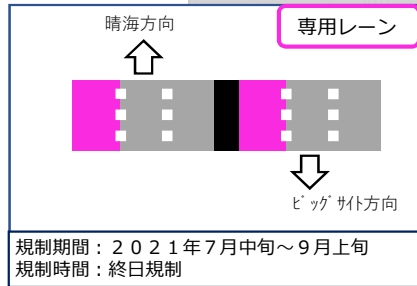 晴海方向
専用レーン
ﾋﾞｯｸﾞｻｲﾄ方向
規制期間：２０２１年７月中旬～９月上旬
規制時間：終日規制